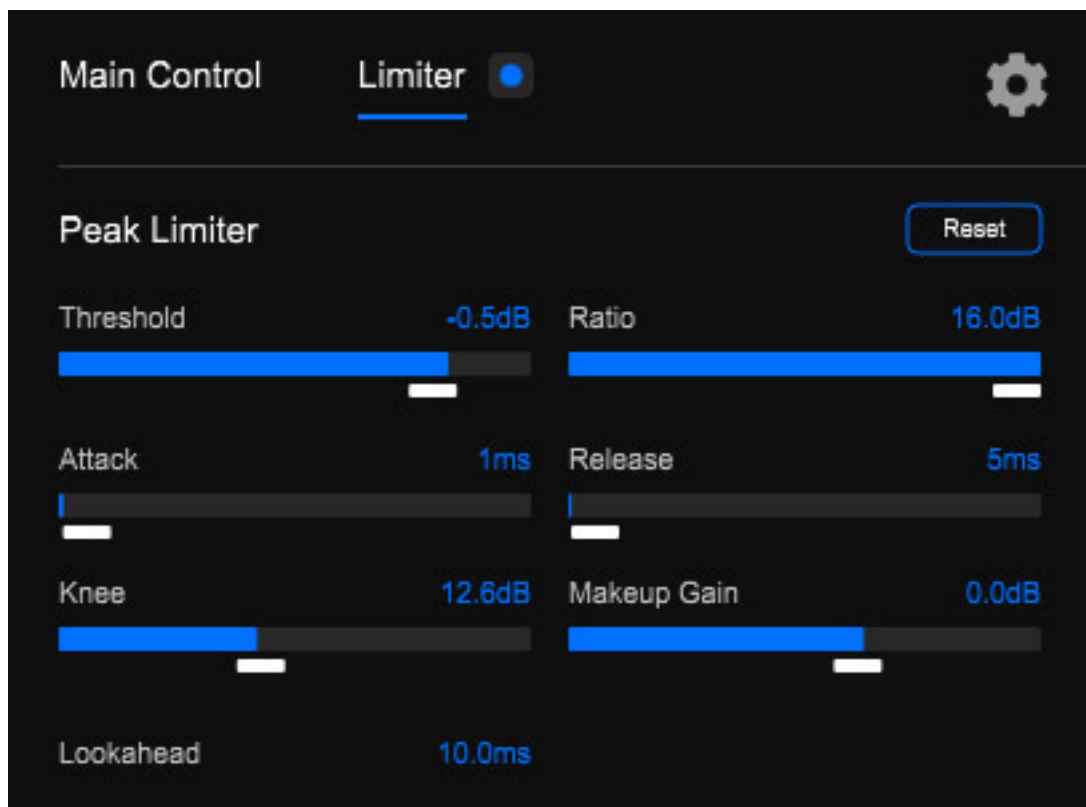 Main Control Limiter
Peak Limiter Reset
Threshold -0.5dB Ratio 16.0dB
Attack 1ms Release 5ms
Knee 12.6dB Makeup Gain 0.0dB
Lookahead 10.0ms